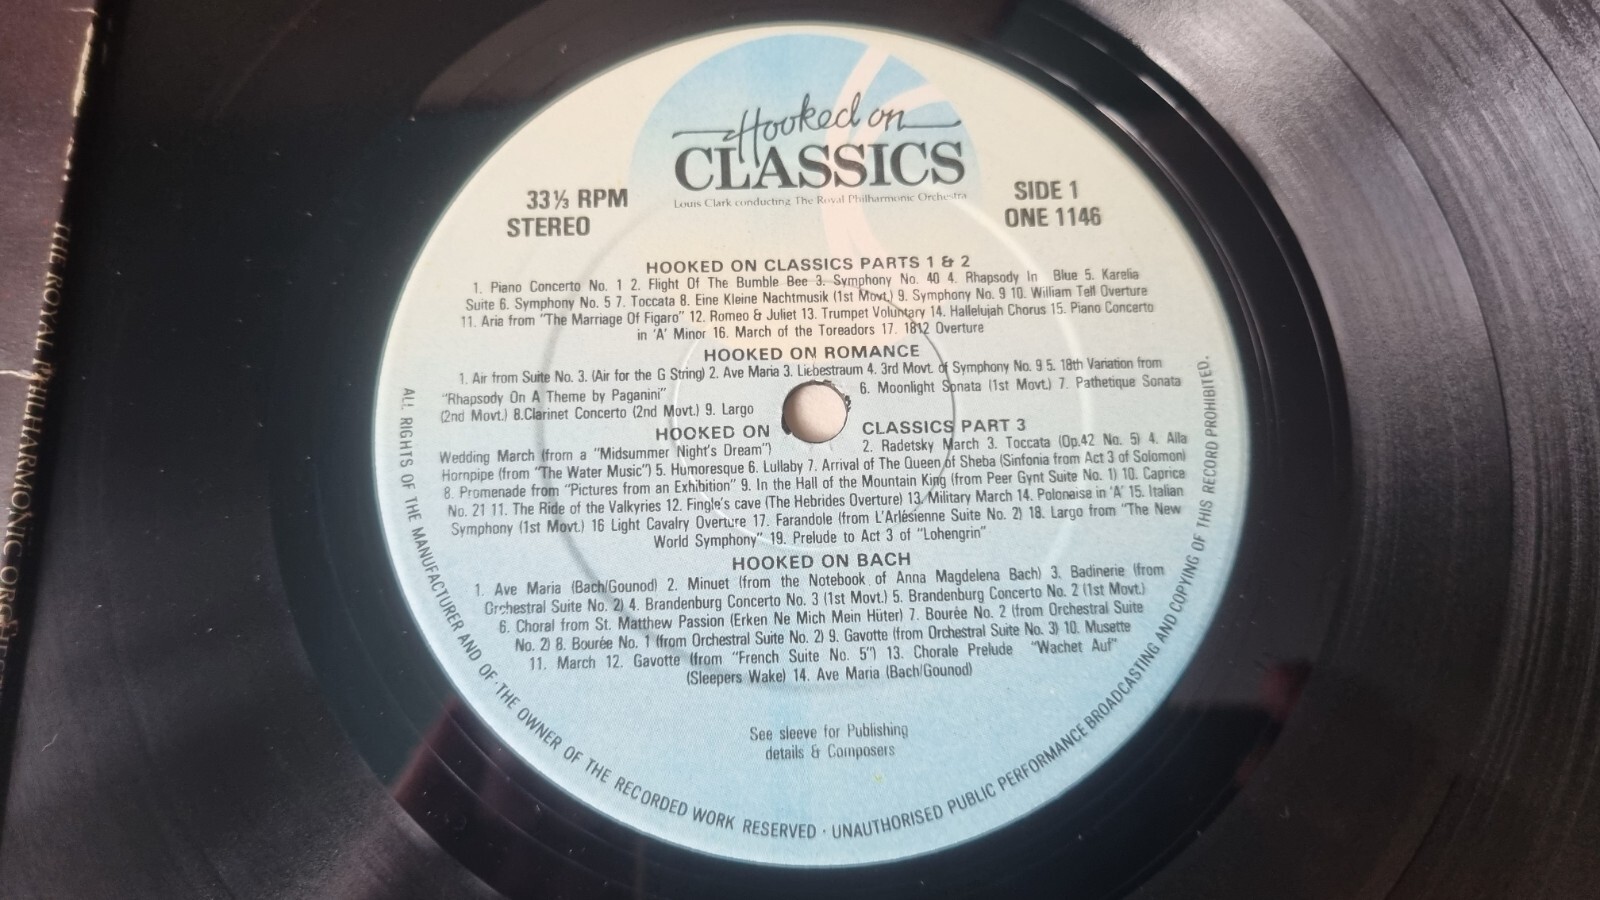 Hooked on
CLASSICS
Louis Clark conducting The Royal Philharmonic Orchestra
33⅓ RPM
STEREO
SIDE 1
ONE 1146
HOOKED ON CLASSICS PARTS 1 & 2
1. Piano Concerto No. 1 2. Flight Of The Bumble Bee 3. Symphony No. 40 4. Rhapsody In Blue 5. Karelia
Suite 6. Symphony No. 5 7. Toccata 8. Eine Kleine Nachtmusik (1st Movt.) 9. Symphony No. 9 10. William Tell Overture
11. Aria from "The Marriage Of Figaro" 12. Romeo & Juliet 13. Trumpet Voluntary 14. Hallelujah Chorus 15. Piano Concerto
in 'A' Minor 16. March of the Toreadors 17. 1812 Overture
HOOKED ON ROMANCE
1. Air from Suite No. 3. (Air for the G String) 2. Ave Maria 3. Liebestraum 4. 3rd Movt. of Symphony No. 9 5. 18th Variation from
"Rhapsody On A Theme by Paganini" 6. Moonlight Sonata (1st Movt.) 7. Pathetique Sonata
(2nd Movt.) 8.Clarinet Concerto (2nd Movt.) 9. Largo
HOOKED ON CLASSICS PART 3
Wedding March (from a "Midsummer Night's Dream") 2. Radetsky March 3. Toccata (Op.42 No. 5) 4. Alla
Hornpipe (from "The Water Music") 5. Humoresque 6. Lullaby 7. Arrival of The Queen of Sheba (Sinfonia from Act 3 of Solomon)
8. Promenade from "Pictures from an Exhibition" 9. In the Hall of the Mountain King (from Peer Gynt Suite No. 1) 10. Caprice
No. 21 11. The Ride of the Valkyries 12. Fingle's cave (The Hebrides Overture) 13. Military March 14. Polonaise in 'A' 15. Italian
Symphony (1st Movt.) 16 Light Cavalry Overture 17. Farandole (from L'Arlésienne Suite No. 2) 18. Largo from "The New
World Symphony" 19. Prelude to Act 3 of "Lohengrin"
HOOKED ON BACH
1. Ave Maria (Bach/Gounod) 2. Minuet (from the Notebook of Anna Magdelena Bach) 3. Badinerie (from
Orchestral Suite No. 2) 4. Brandenburg Concerto No. 3 (1st Movt.) 5. Brandenburg Concerto No. 2 (1st Movt.)
6. Choral from St. Matthew Passion (Erken Ne Mich Mein Hüter) 7. Bourée No. 2 (from Orchestral Suite
No. 2) 8. Bourée No. 1 (from Orchestral Suite No. 2) 9. Gavotte (from Orchestral Suite No. 3) 10. Musette
11. March 12. Gavotte (from "French Suite No. 5") 13. Chorale Prelude "Wachet Auf"
(Sleepers Wake) 14. Ave Maria (Bach/Gounod)
See sleeve for Publishing
details & Composers
ALL RIGHTS OF THE MANUFACTURER AND OF THE OWNER OF THE RECORDED WORK RESERVED · UNAUTHORISED PUBLIC PERFORMANCE BROADCASTING AND COPYING OF THIS RECORD PROHIBITED.
THE ROYAL PHILHARMONIC